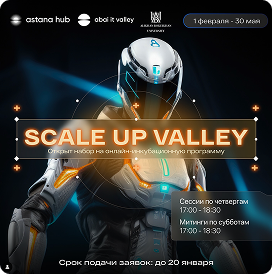 astana hub
abai it valley
1 февраля - 30 мая
SCALE UP VALLEY
Открыт набор на онлайн-инкубационную программу
Сессии по четвергам
17:00 - 18:30
Митинги по субботам
17:00 - 18:30
Срок подачи заявок: до 20 января